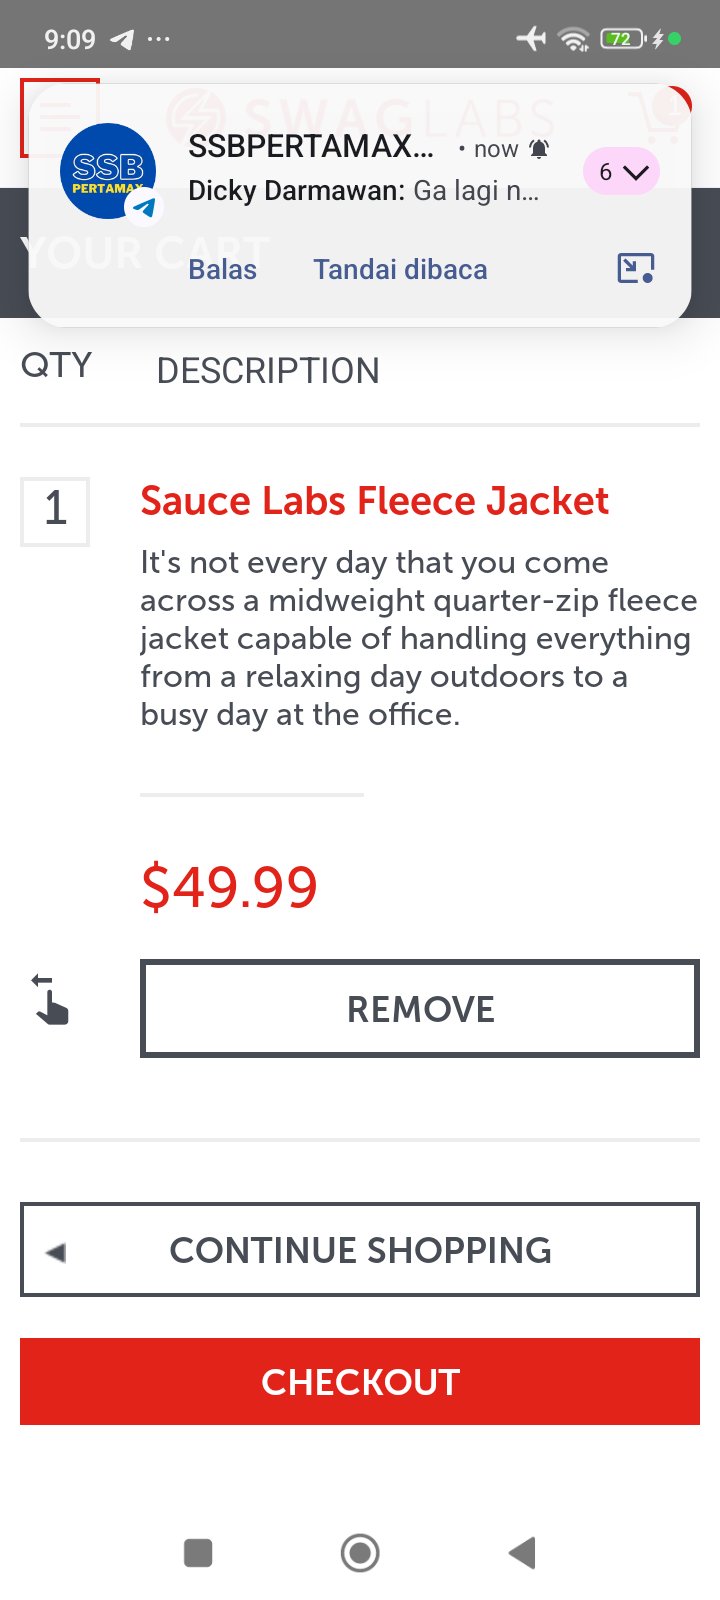 9:09
72
SWAGLABS
1
SSB
PERTAMAX
SSBPERTAMAX... • now
Dicky Darmawan: Ga lagi n...
6
YOUR CART
Balas Tandai dibaca
QTY DESCRIPTION
1
Sauce Labs Fleece Jacket
It's not every day that you come
across a midweight quarter-zip fleece
jacket capable of handling everything
from a relaxing day outdoors to a
busy day at the office.
$49.99
REMOVE
CONTINUE SHOPPING
CHECKOUT